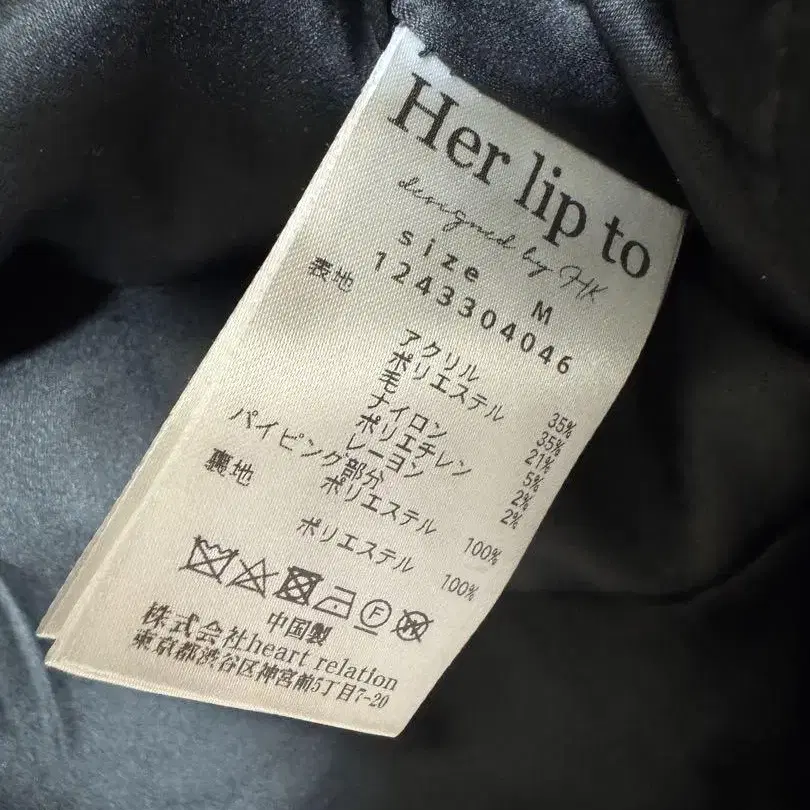 Her lip to
designed by HK
size M
1243304046
表地
アクリル 35%
ポリエステル 35%
毛 21%
ナイロン 5%
ポリエチレン 2%
レーヨン 2%
パイピング部分
ポリエステル 100%
裏地
ポリエステル 100%
F
中国製
株式会社heart relation
東京都渋谷区神宮前5丁目7-20